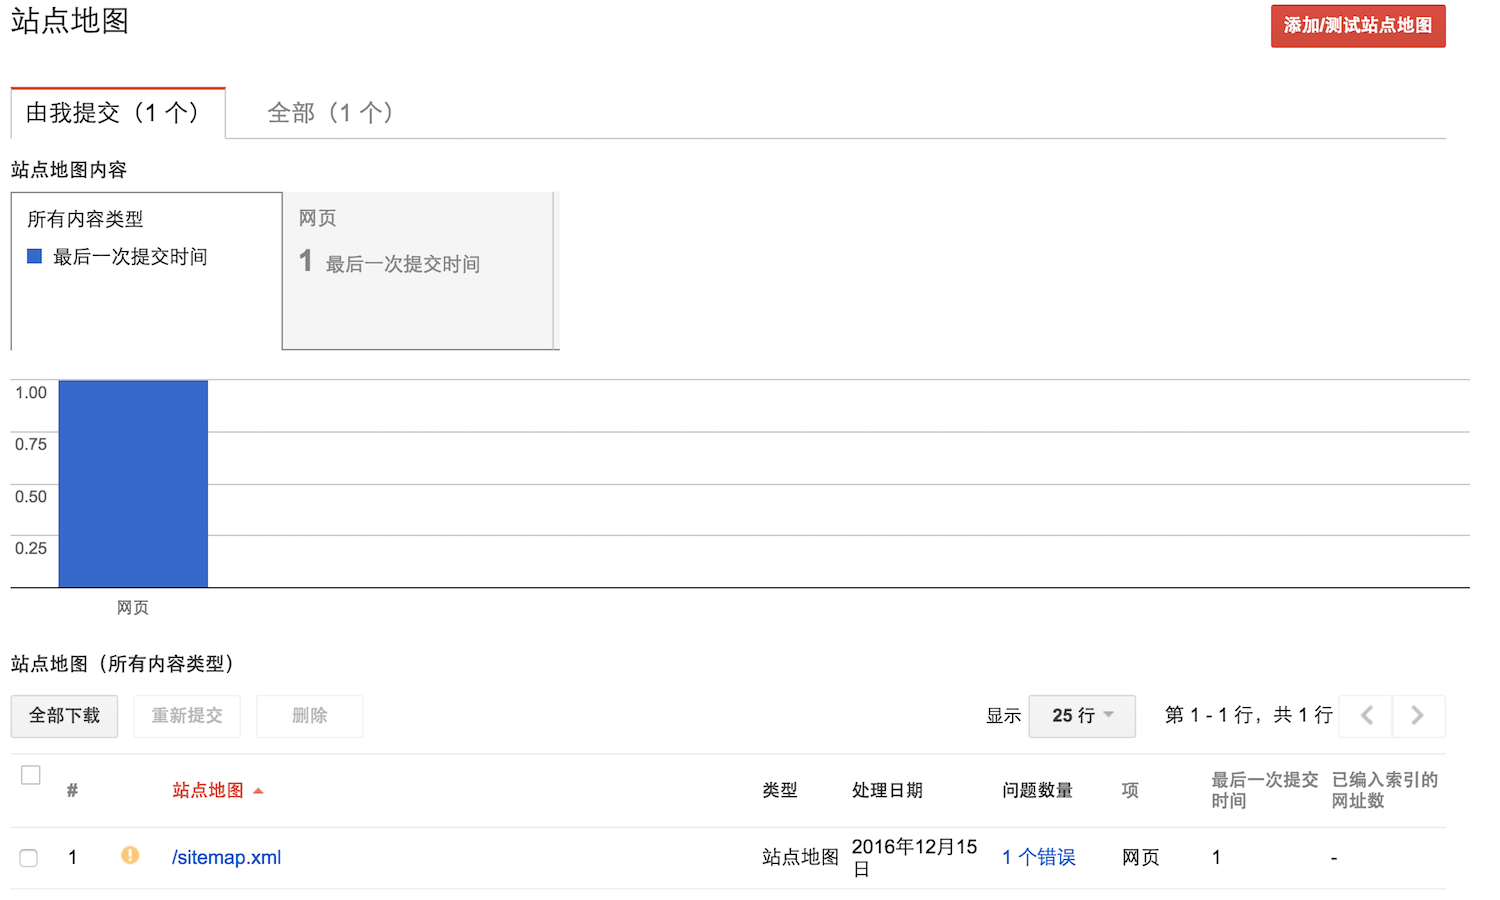 站点地图
添加/测试站点地图
由我提交（1 个）
全部（1 个）
站点地图内容
所有内容类型
最后一次提交时间
网页
1 最后一次提交时间
1.00
0.75
0.50
0.25
网页
站点地图（所有内容类型）
全部下载
重新提交
删除
显示
25 行
第 1 - 1 行，共 1 行
# 站点地图 类型 处理日期 问题数量 项 最后一次提交时间 已编入索引的网址数
1 /sitemap.xml 站点地图 2016年12月15日 1 个错误 网页 1 -